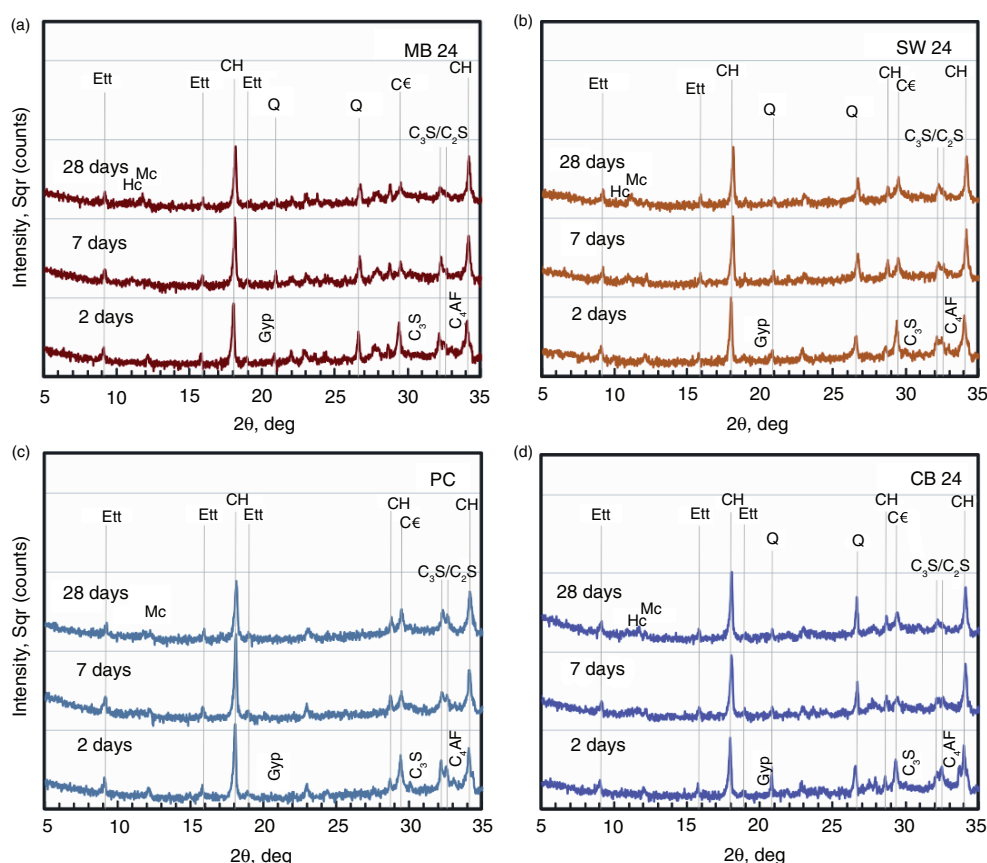 (a)
MB 24
CH
CH
Ett
Ett
Ett
C€
Q
Q
C₃S/C₂S
28 days
Mc
Hc
7 days
2 days
Gyp
C₃S
C₄AF
5 10 15 20 25 30 35
2θ, deg
Intensity, Sqr (counts)
(b)
SW 24
CH
CH
CH
C€
Ett
Ett
Q
Q
C₃S/C₂S
28 days
Mc
Hc
7 days
2 days
Gyp
C₃S
C₄AF
5 10 15 20 25 30 35
2θ, deg
(c)
PC
CH
CH
CH
Ett
Ett
Ett
C€
C₃S/C₂S
28 days
Mc
7 days
2 days
Gyp
C₃S
C₄AF
5 10 15 20 25 30 35
2θ, deg
Intensity, Sqr (counts)
(d)
CB 24
CH
CH
CH
C€
Ett
Ett
Ett
Q
Q
C₃S/C₂S
28 days
Mc
Hc
7 days
2 days
Gyp
C₃S
C₄AF
5 10 15 20 25 30 35
2θ, deg